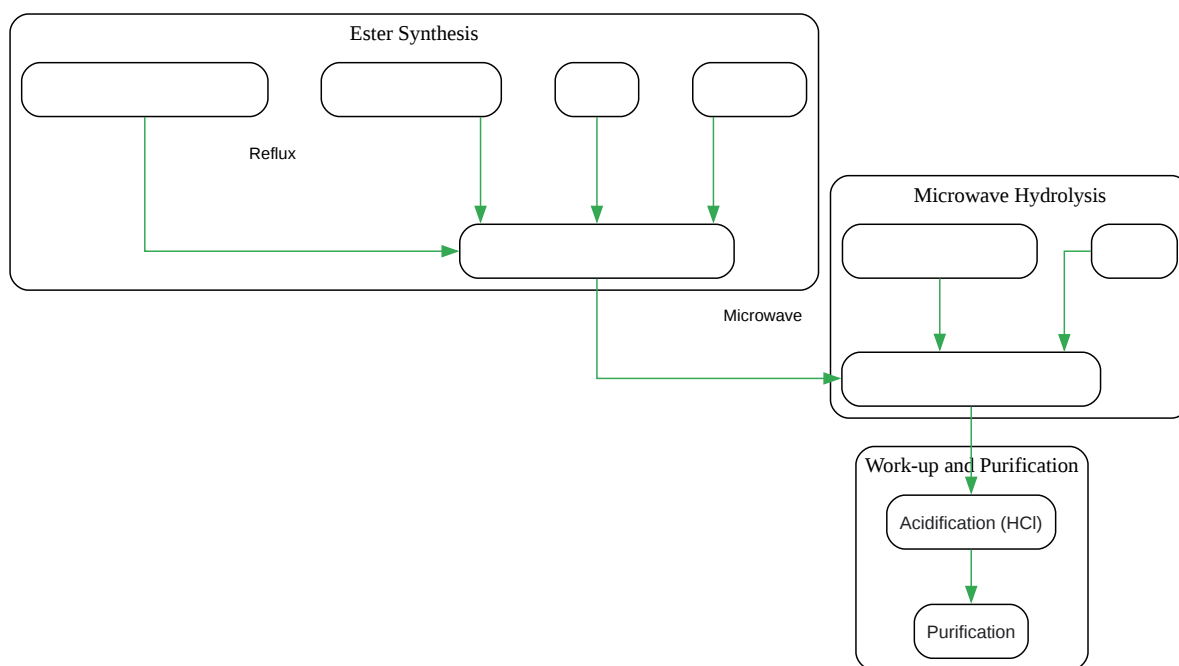 Ester Synthesis
Reflux
Microwave Hydrolysis
Microwave
Work-up and Purification
Acidification (HCl)
Purification